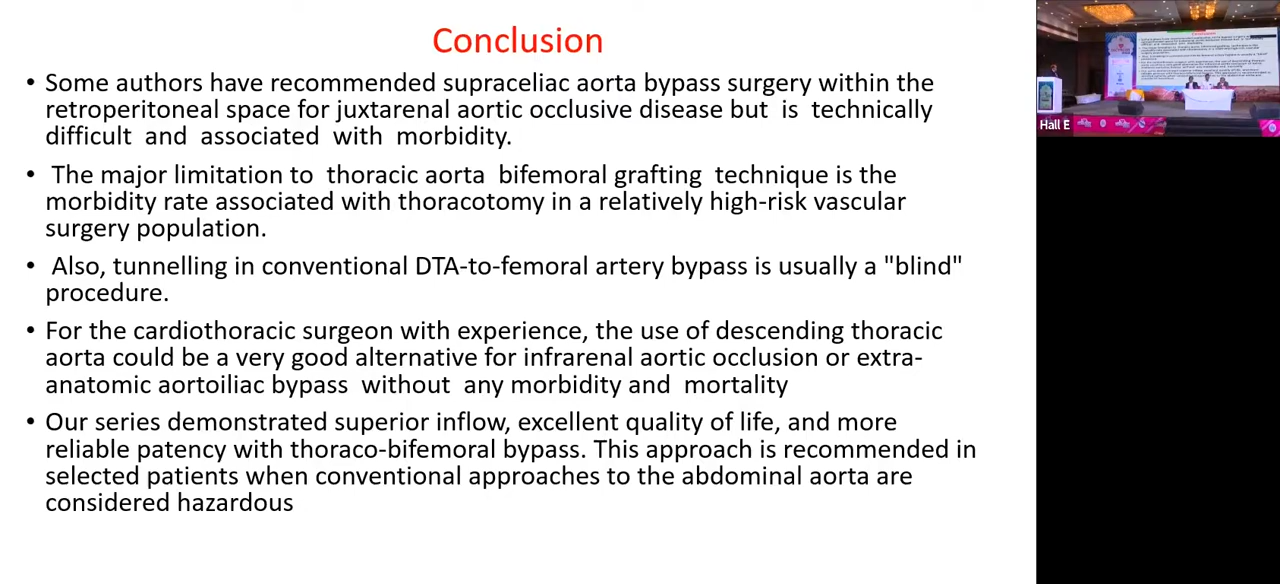 Conclusion
• Some authors have recommended supraceliac aorta bypass surgery within the
retroperitoneal space for juxtarenal aortic occlusive disease but is technically
difficult and associated with morbidity.
• The major limitation to thoracic aorta bifemoral grafting technique is the
morbidity rate associated with thoracotomy in a relatively high-risk vascular
surgery population.
• Also, tunnelling in conventional DTA-to-femoral artery bypass is usually a "blind"
procedure.
• For the cardiothoracic surgeon with experience, the use of descending thoracic
aorta could be a very good alternative for infrarenal aortic occlusion or extra-
anatomic aortoiliac bypass without any morbidity and mortality
• Our series demonstrated superior inflow, excellent quality of life, and more
reliable patency with thoraco-bifemoral bypass. This approach is recommended in
selected patients when conventional approaches to the abdominal aorta are
considered hazardous
Hall E